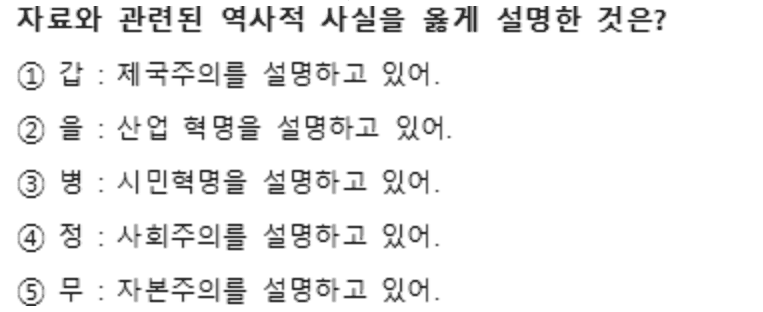 자료와 관련된 역사적 사실을 옳게 설명한 것은?
① 갑 : 제국주의를 설명하고 있어.
② 을 : 산업 혁명을 설명하고 있어.
③ 병 : 시민혁명을 설명하고 있어.
④ 정 : 사회주의를 설명하고 있어.
⑤ 무 : 자본주의를 설명하고 있어.